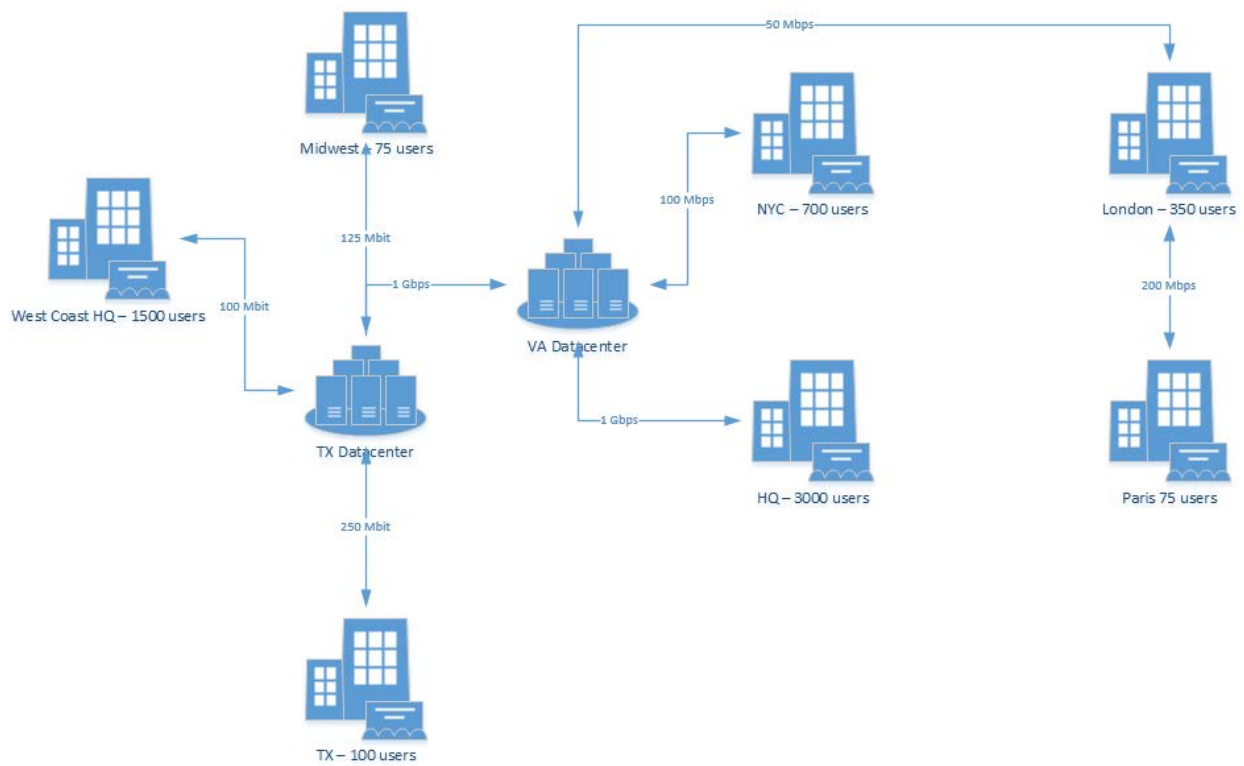 50 Mbps
Midwest – 75 users
NYC – 700 users
London – 350 users
100 Mbps
125 Mbit
1 Gbps
200 Mbps
West Coast HQ – 1500 users
100 Mbit
VA Datacenter
1 Gbps
TX Datacenter
HQ – 3000 users
Paris 75 users
250 Mbit
TX – 100 users